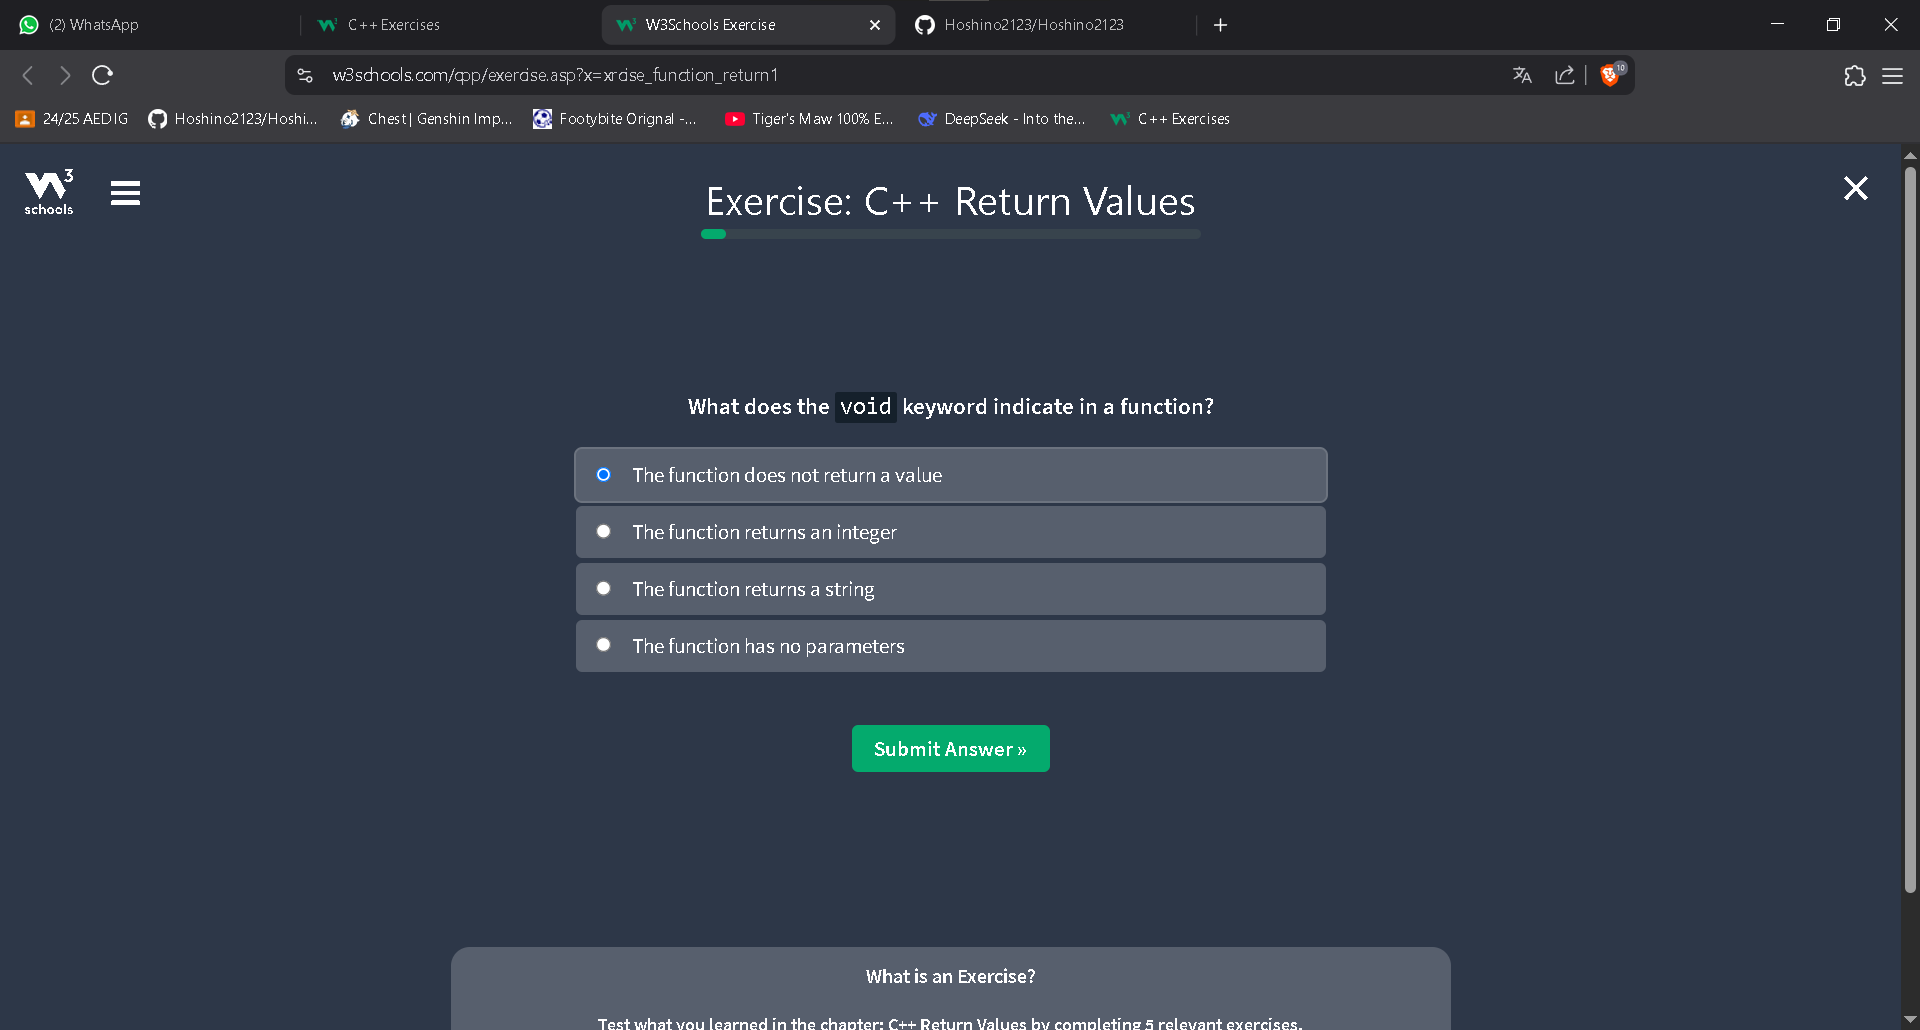 (2) WhatsApp
C++ Exercises
W3Schools Exercise
Hoshino2123/Hoshino2123
w3schools.com/cpp/exercise.asp?x=xrcise_function_return1
10
24/25 AEDIG
Hoshino2123/Hoshi...
Chest | Genshin Imp...
Footybite Orignal -...
Tiger's Maw 100% E...
DeepSeek - Into the...
C++ Exercises
W3
schools
Exercise: C++ Return Values
What does the void keyword indicate in a function?
The function does not return a value
The function returns an integer
The function returns a string
The function has no parameters
Submit Answer »
What is an Exercise?
Test what you learned in the chapter: C++ Return Values by completing 5 relevant exercises.